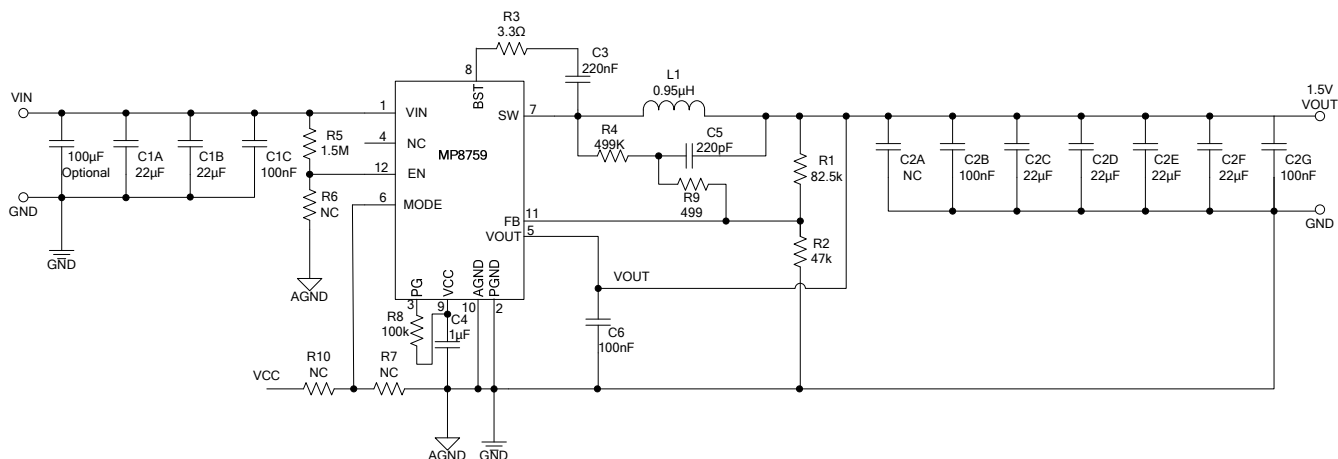 R3
3.3Ω
C3
220nF
8
BST
L1
0.95µH
1.5V
VOUT
VIN
1
VIN
SW
7
R5
1.5M
4
NC
MP8759
R4
499K
C5
220pF
R1
82.5k
100µF
Optional
C1A
22µF
C1B
22µF
C1C
100nF
C2A
NC
C2B
100nF
C2C
22µF
C2D
22µF
C2E
22µF
C2F
22µF
C2G
100nF
12
EN
R6
NC
R9
499
GND
6
MODE
FB
11
GND
VOUT
5
R2
47k
GND
AGND
PG
VCC
AGND
PGND
VOUT
3
9
10
2
R8
100k
C4
1µF
C6
100nF
VCC
R10
NC
R7
NC
AGND
GND